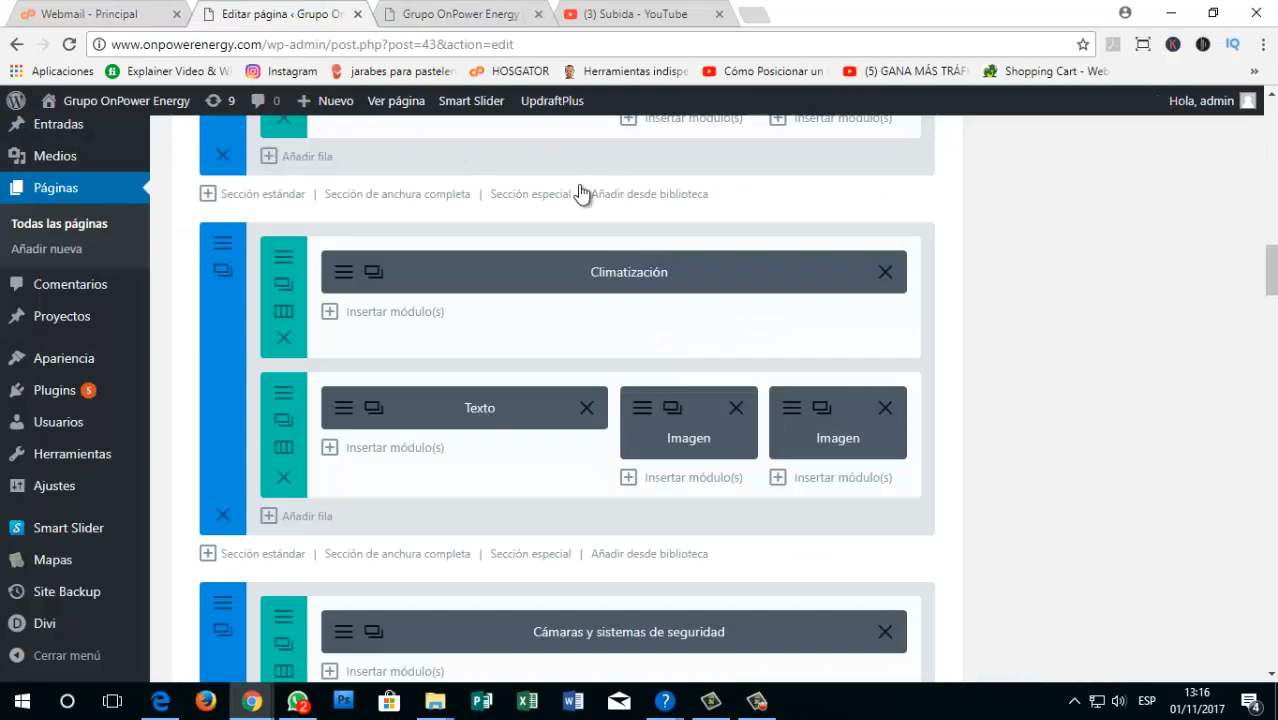 Webmail - Principal
Editar página ‹ Grupo On
Grupo OnPower Energy
(3) Subida - YouTube
www.onpowerenergy.com/wp-admin/post.php?post=43&action=edit
Aplicaciones
Explainer Video & Wi
Instagram
jarabes para pasteler
HOSGATOR
Herramientas indispe
Cómo Posicionar un
(5) GANA MÁS TRÁF
Shopping Cart - Web
»
Grupo OnPower Energy
9
0
Nuevo
Ver página
Smart Slider
UpdraftPlus
Hola, admin
Entradas
Medios
Páginas
Todas las páginas
Añadir nueva
Comentarios
Proyectos
Apariencia
Plugins 5
Usuarios
Herramientas
Ajustes
Smart Slider
Mapas
Site Backup
Divi
Cerrar menú
Insertar módulo(s)
Insertar módulo(s)
Añadir fila
Sección estándar | Sección de anchura completa | Sección especial Añadir desde biblioteca
Climatización
Insertar módulo(s)
Texto
Insertar módulo(s)
Imagen
Insertar módulo(s)
Imagen
Insertar módulo(s)
Añadir fila
Sección estándar | Sección de anchura completa | Sección especial | Añadir desde biblioteca
Cámaras y sistemas de seguridad
Insertar módulo(s)
ESP
13:16
01/11/2017